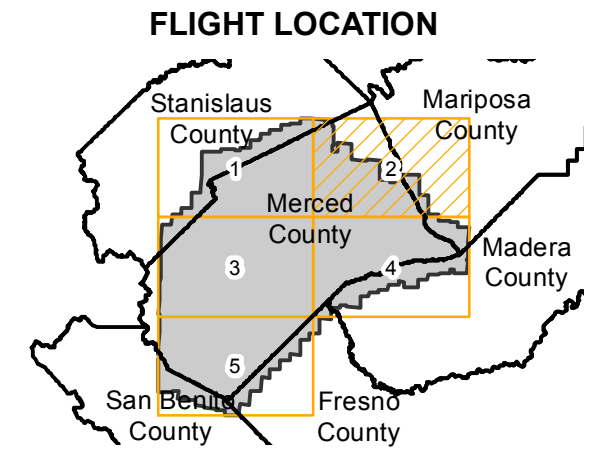 FLIGHT LOCATION
Stanislaus
County
Mariposa
County
1
2
Merced
County
Madera
County
3
4
5
San Benito
County
Fresno
County